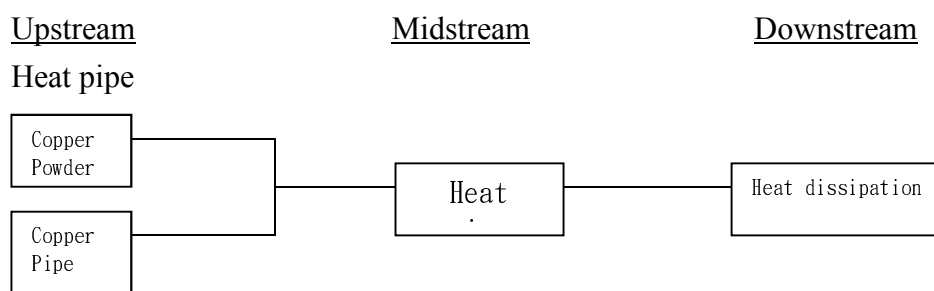 Upstream Midstream Downstream
Heat pipe
Copper
Powder
Heat
Heat dissipation
Copper
Pipe